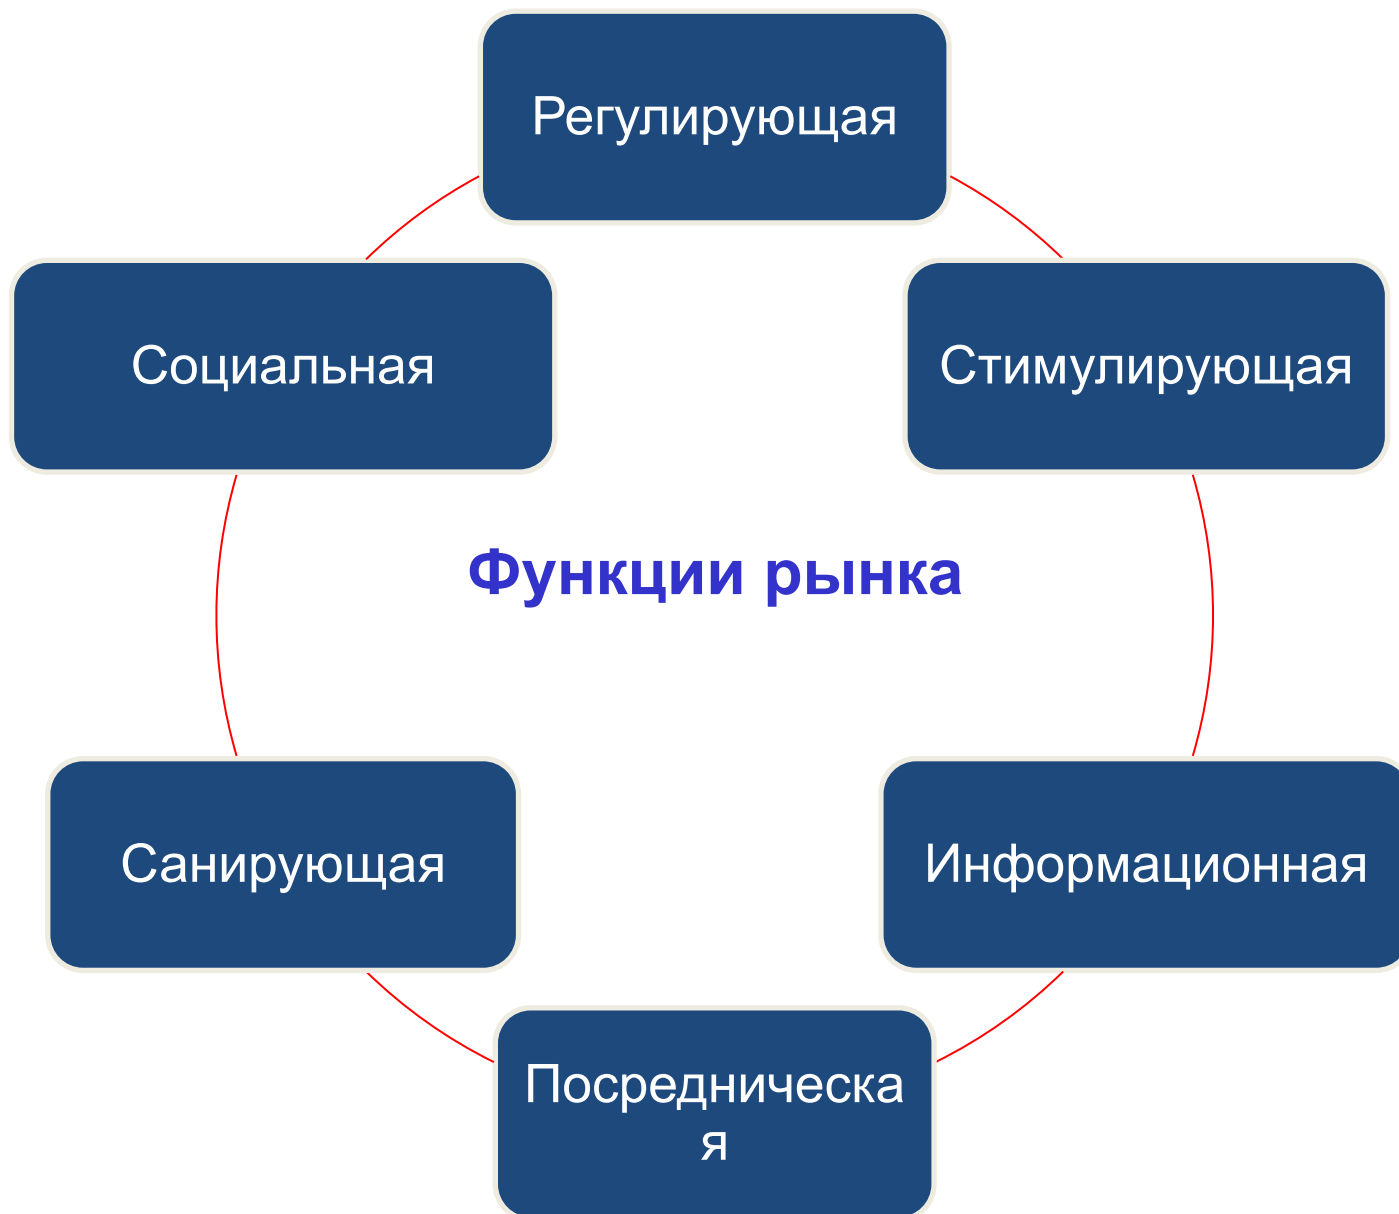 Регулирующая
Социальная
Стимулирующая
Функции рынка
Санирующая
Информационная
Посредническа
я